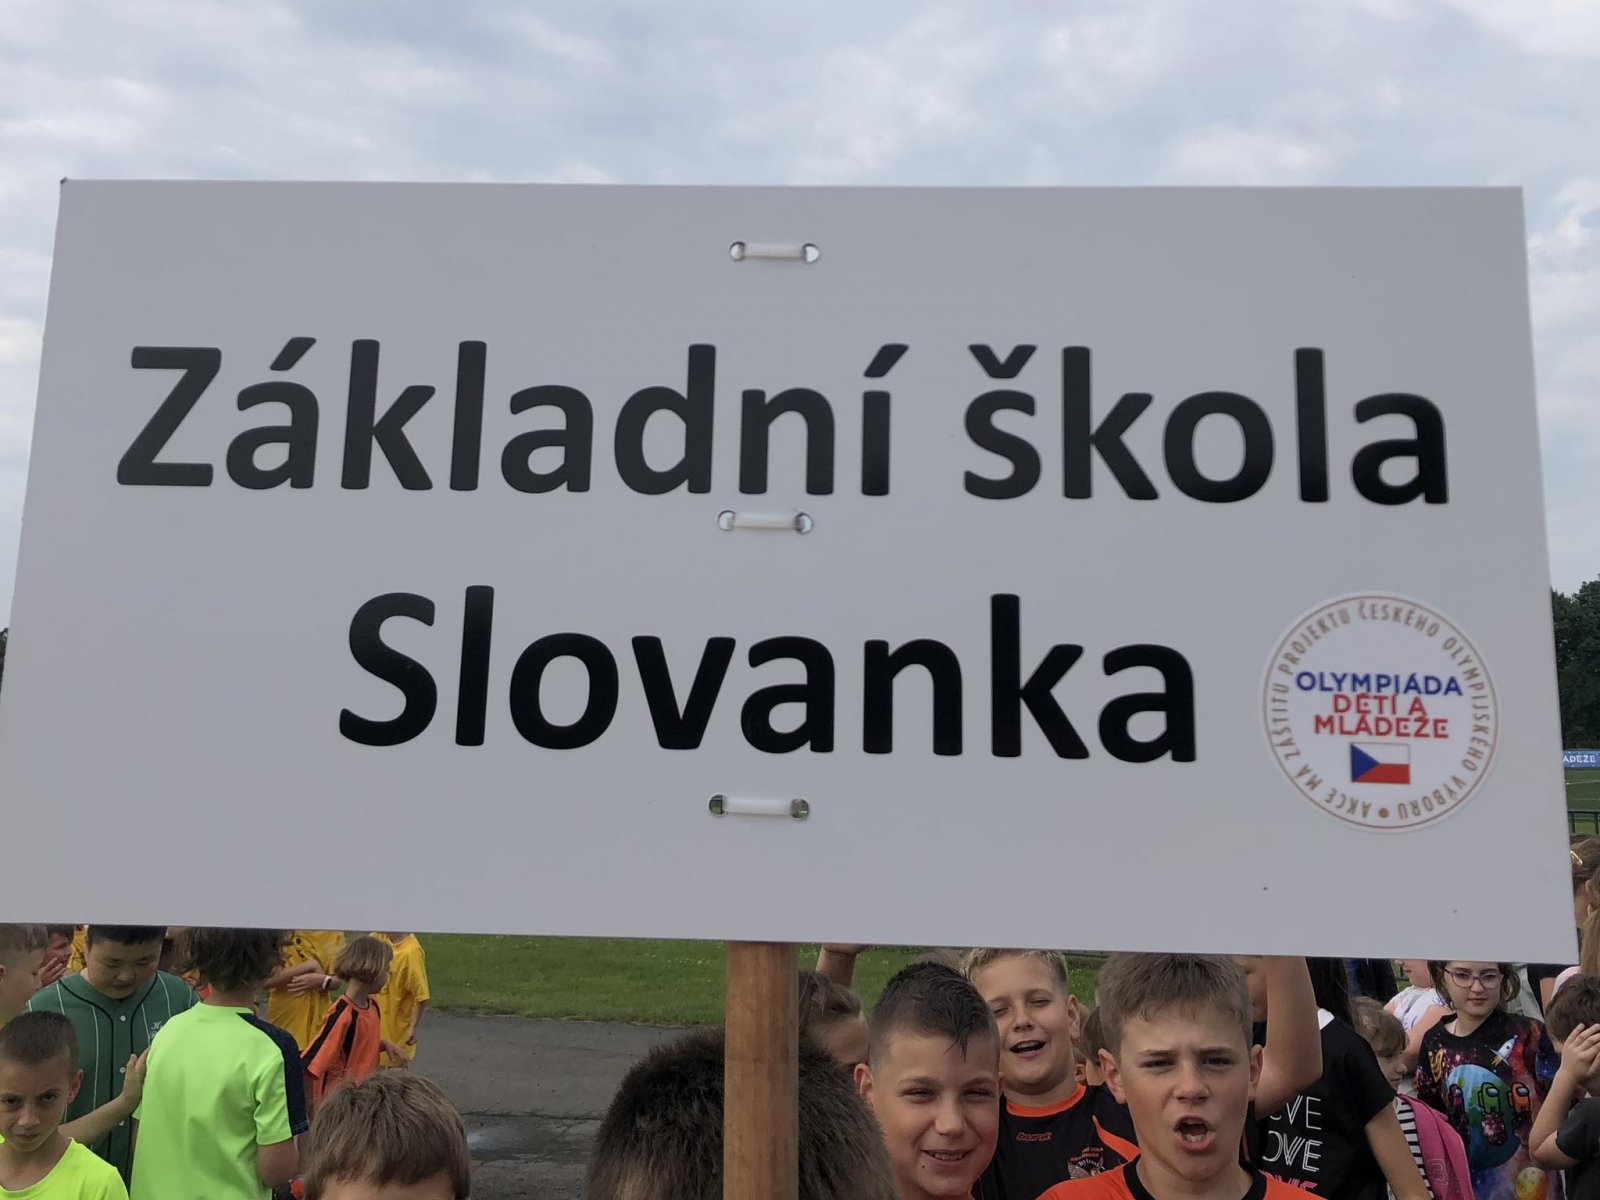 Základní škola
Slovanka
AKCE MÁ ZÁŠTITU PROJEKTU ČESKÉHO OLYMPIJSKÉHO VÝBORU
OLYMPIÁDA
DĚTÍ A
MLÁDEŽE